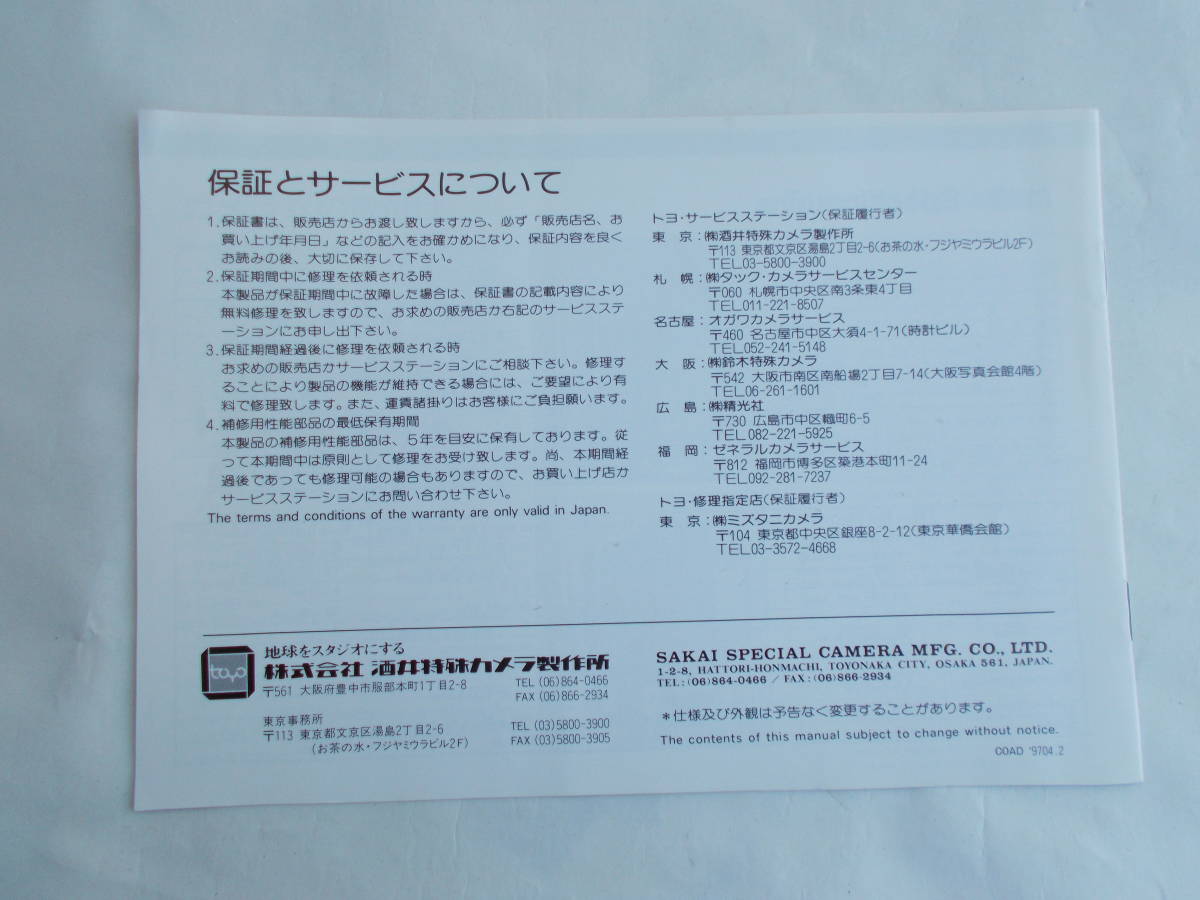 保証とサービスについて
1.保証書は、販売店からお渡し致しますから、必ず「販売店名、お
買い上げ年月日」などの記入をお確かめになり、保証内容を良く
お読みの後、大切に保存して下さい。
2.保証期間中に修理を依頼される時
本製品が保証期間中に故障した場合は、保証書の記載内容により
無料修理を致しますので、お求めの販売店か右記のサービスステ
ーションにお申し出下さい。
3.保証期間経過後に修理を依頼される時
お求めの販売店かサービスステーションにご相談下さい。修理す
ることにより製品の機能が維持できる場合には、ご要望により有
料で修理致します。また、運賃諸掛りはお客様にご負担願います。
4.補修用性能部品の最低保有期間
本製品の補修用性能部品は、5年を目安に保有しております。従
って本期間中は原則として修理をお受け致します。尚、本期間経
過後であっても修理可能の場合もありますので、お買い上げ店か
サービスステーションにお問い合わせ下さい。
The terms and conditions of the warranty are only valid in Japan.
トヨ・サービスステーション(保証履行者)
東 京:㈱酒井特殊カメラ製作所
〒113 東京都文京区湯島2丁目2-6(お茶の水・フジヤミウラビル2F)
TEL03-5800-3900
札 幌:㈱タック・カメラサービスセンター
〒060 札幌市中央区南3条東4丁目
TEL011-221-8507
名古屋:オガワカメラサービス
〒460 名古屋市中区大須4-1-71(時計ビル)
TEL052-241-5148
大 阪:㈱鈴木特殊カメラ
〒542 大阪市南区南船場2丁目7-14(大阪写真会館4階)
TEL06-261-1601
広 島:㈱精光社
〒730 広島市中区幟町6-5
TEL082-221-5925
福 岡:ゼネラルカメラサービス
〒812 福岡市博多区築港本町11-24
TEL092-281-7237
トヨ・修理指定店(保証履行者)
東 京:㈱ミズタニカメラ
〒104 東京都中央区銀座8-2-12(東京華僑会館)
TEL03-3572-4668
toyo
地球をスタジオにする
株式会社 酒井特殊カメラ製作所
〒561 大阪府豊中市服部本町1丁目2-8
TEL (06)864-0466
FAX (06)866-2934
東京事務所
〒113 東京都文京区湯島2丁目2-6
(お茶の水・フジヤミウラビル2F)
TEL (03)5800-3900
FAX (03)5800-3905
SAKAI SPECIAL CAMERA MFG. CO., LTD.
1-2-8, HATTORI-HONMACHI, TOYONAKA CITY, OSAKA 561, JAPAN.
TEL:(06)864-0466 / FAX:(06)866-2934
*仕様及び外観は予告なく変更することがあります。
The contents of this manual subject to change without notice.
COAD '9704.2